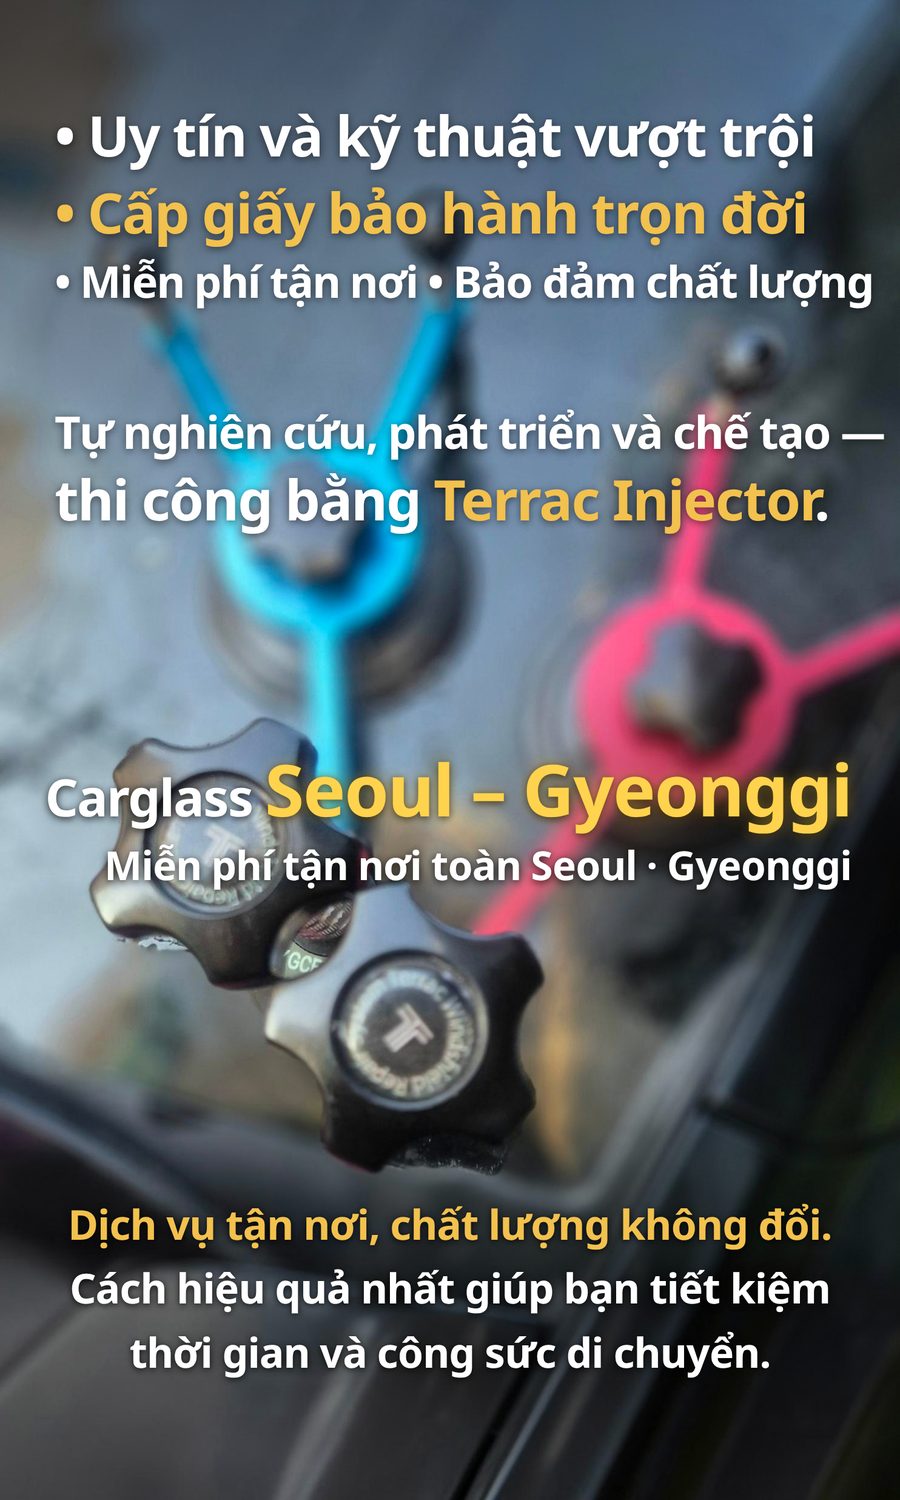 • Uy tín và kỹ thuật vượt trội
• Cấp giấy bảo hành trọn đời
• Miễn phí tận nơi • Bảo đảm chất lượng
Tự nghiên cứu, phát triển và chế tạo —
thi công bằng Terrac Injector.
Carglass Seoul – Gyeonggi
Miễn phí tận nơi toàn Seoul · Gyeonggi
Dịch vụ tận nơi, chất lượng không đổi.
Cách hiệu quả nhất giúp bạn tiết kiệm
thời gian và công sức di chuyển.